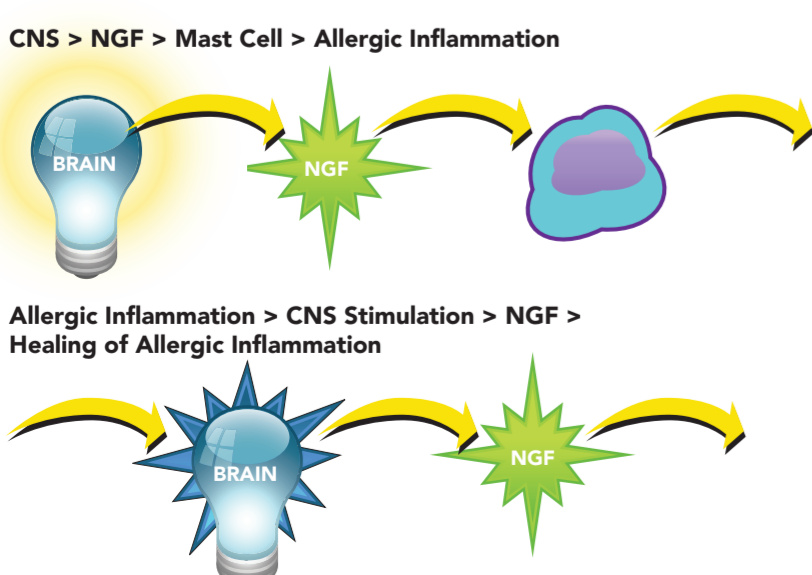 CNS > NGF > Mast Cell > Allergic Inflammation
BRAIN
NGF
Allergic Inflammation > CNS Stimulation > NGF >
Healing of Allergic Inflammation
BRAIN
NGF